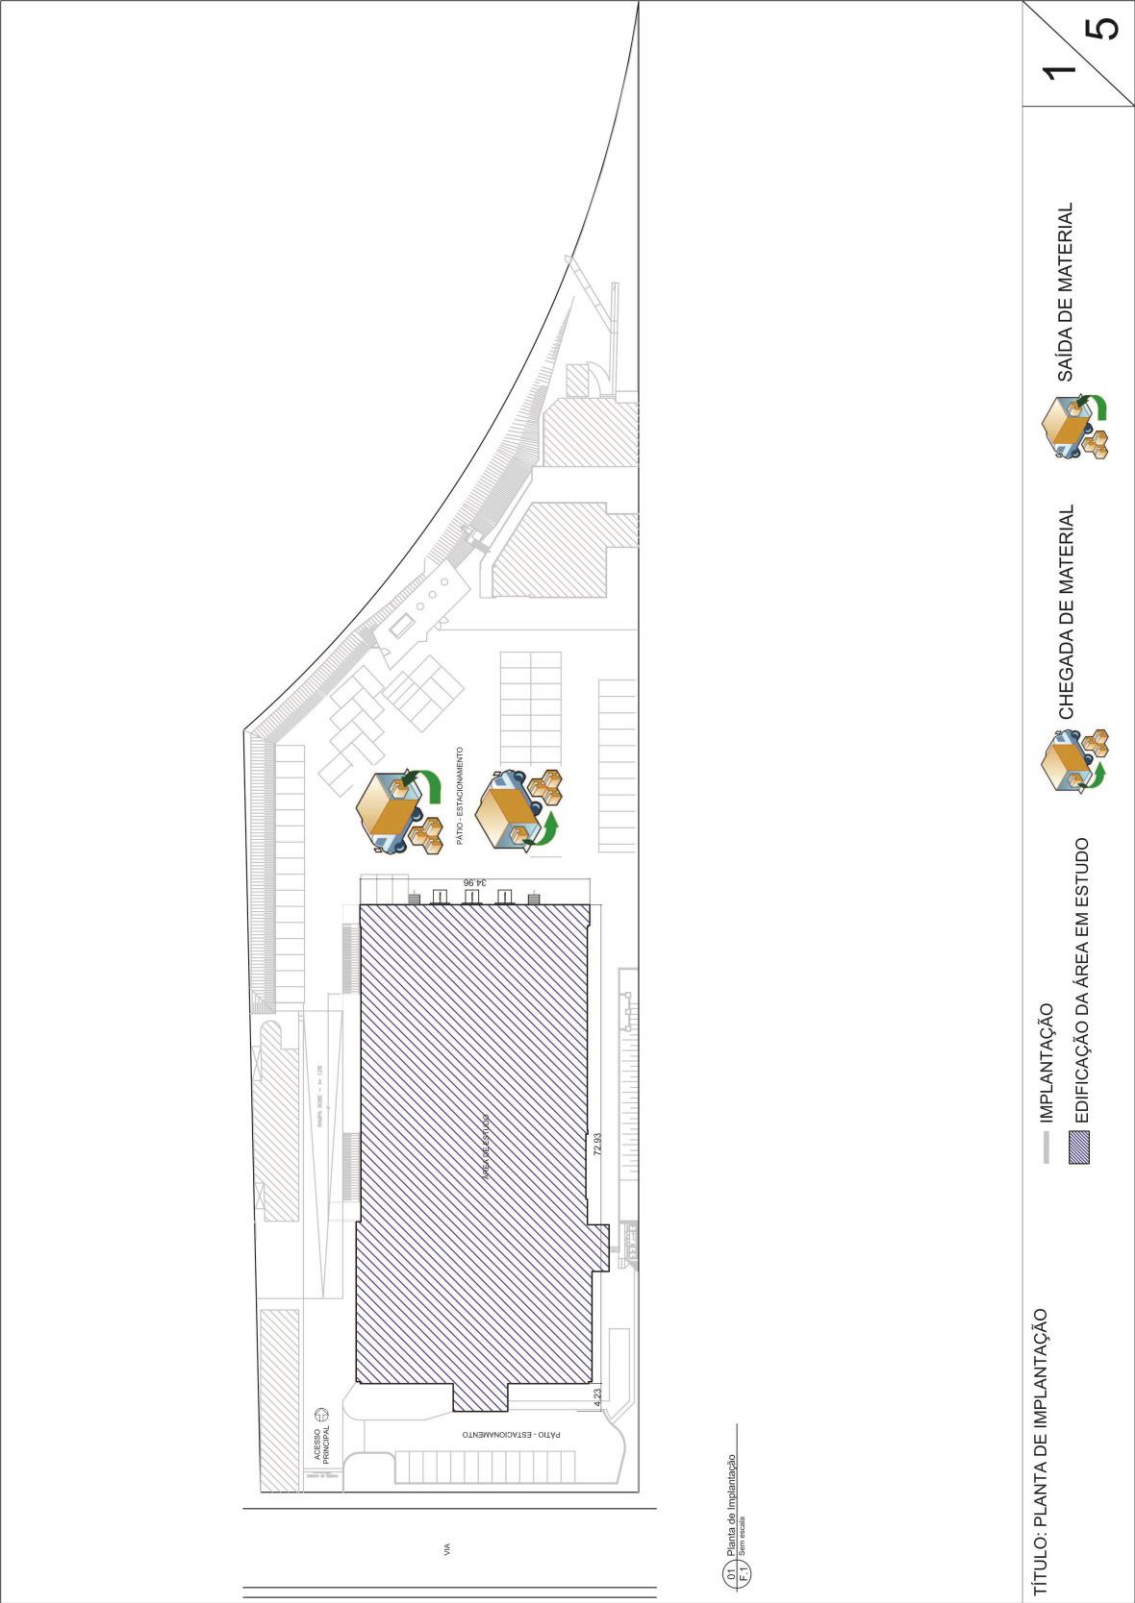 1
5
PÁTIO - ESTACIONAMENTO
34.96
ÁREA DE ESTUDO
72.93
4.23
ACESSO
PRINCIPAL
PÁTIO - ESTACIONAMENTO
VIA
01
Planta de Implantação
F.1
Sem escala
TÍTULO: PLANTA DE IMPLANTAÇÃO
IMPLANTAÇÃO
EDIFICAÇÃO DA ÁREA EM ESTUDO
CHEGADA DE MATERIAL
SAÍDA DE MATERIAL